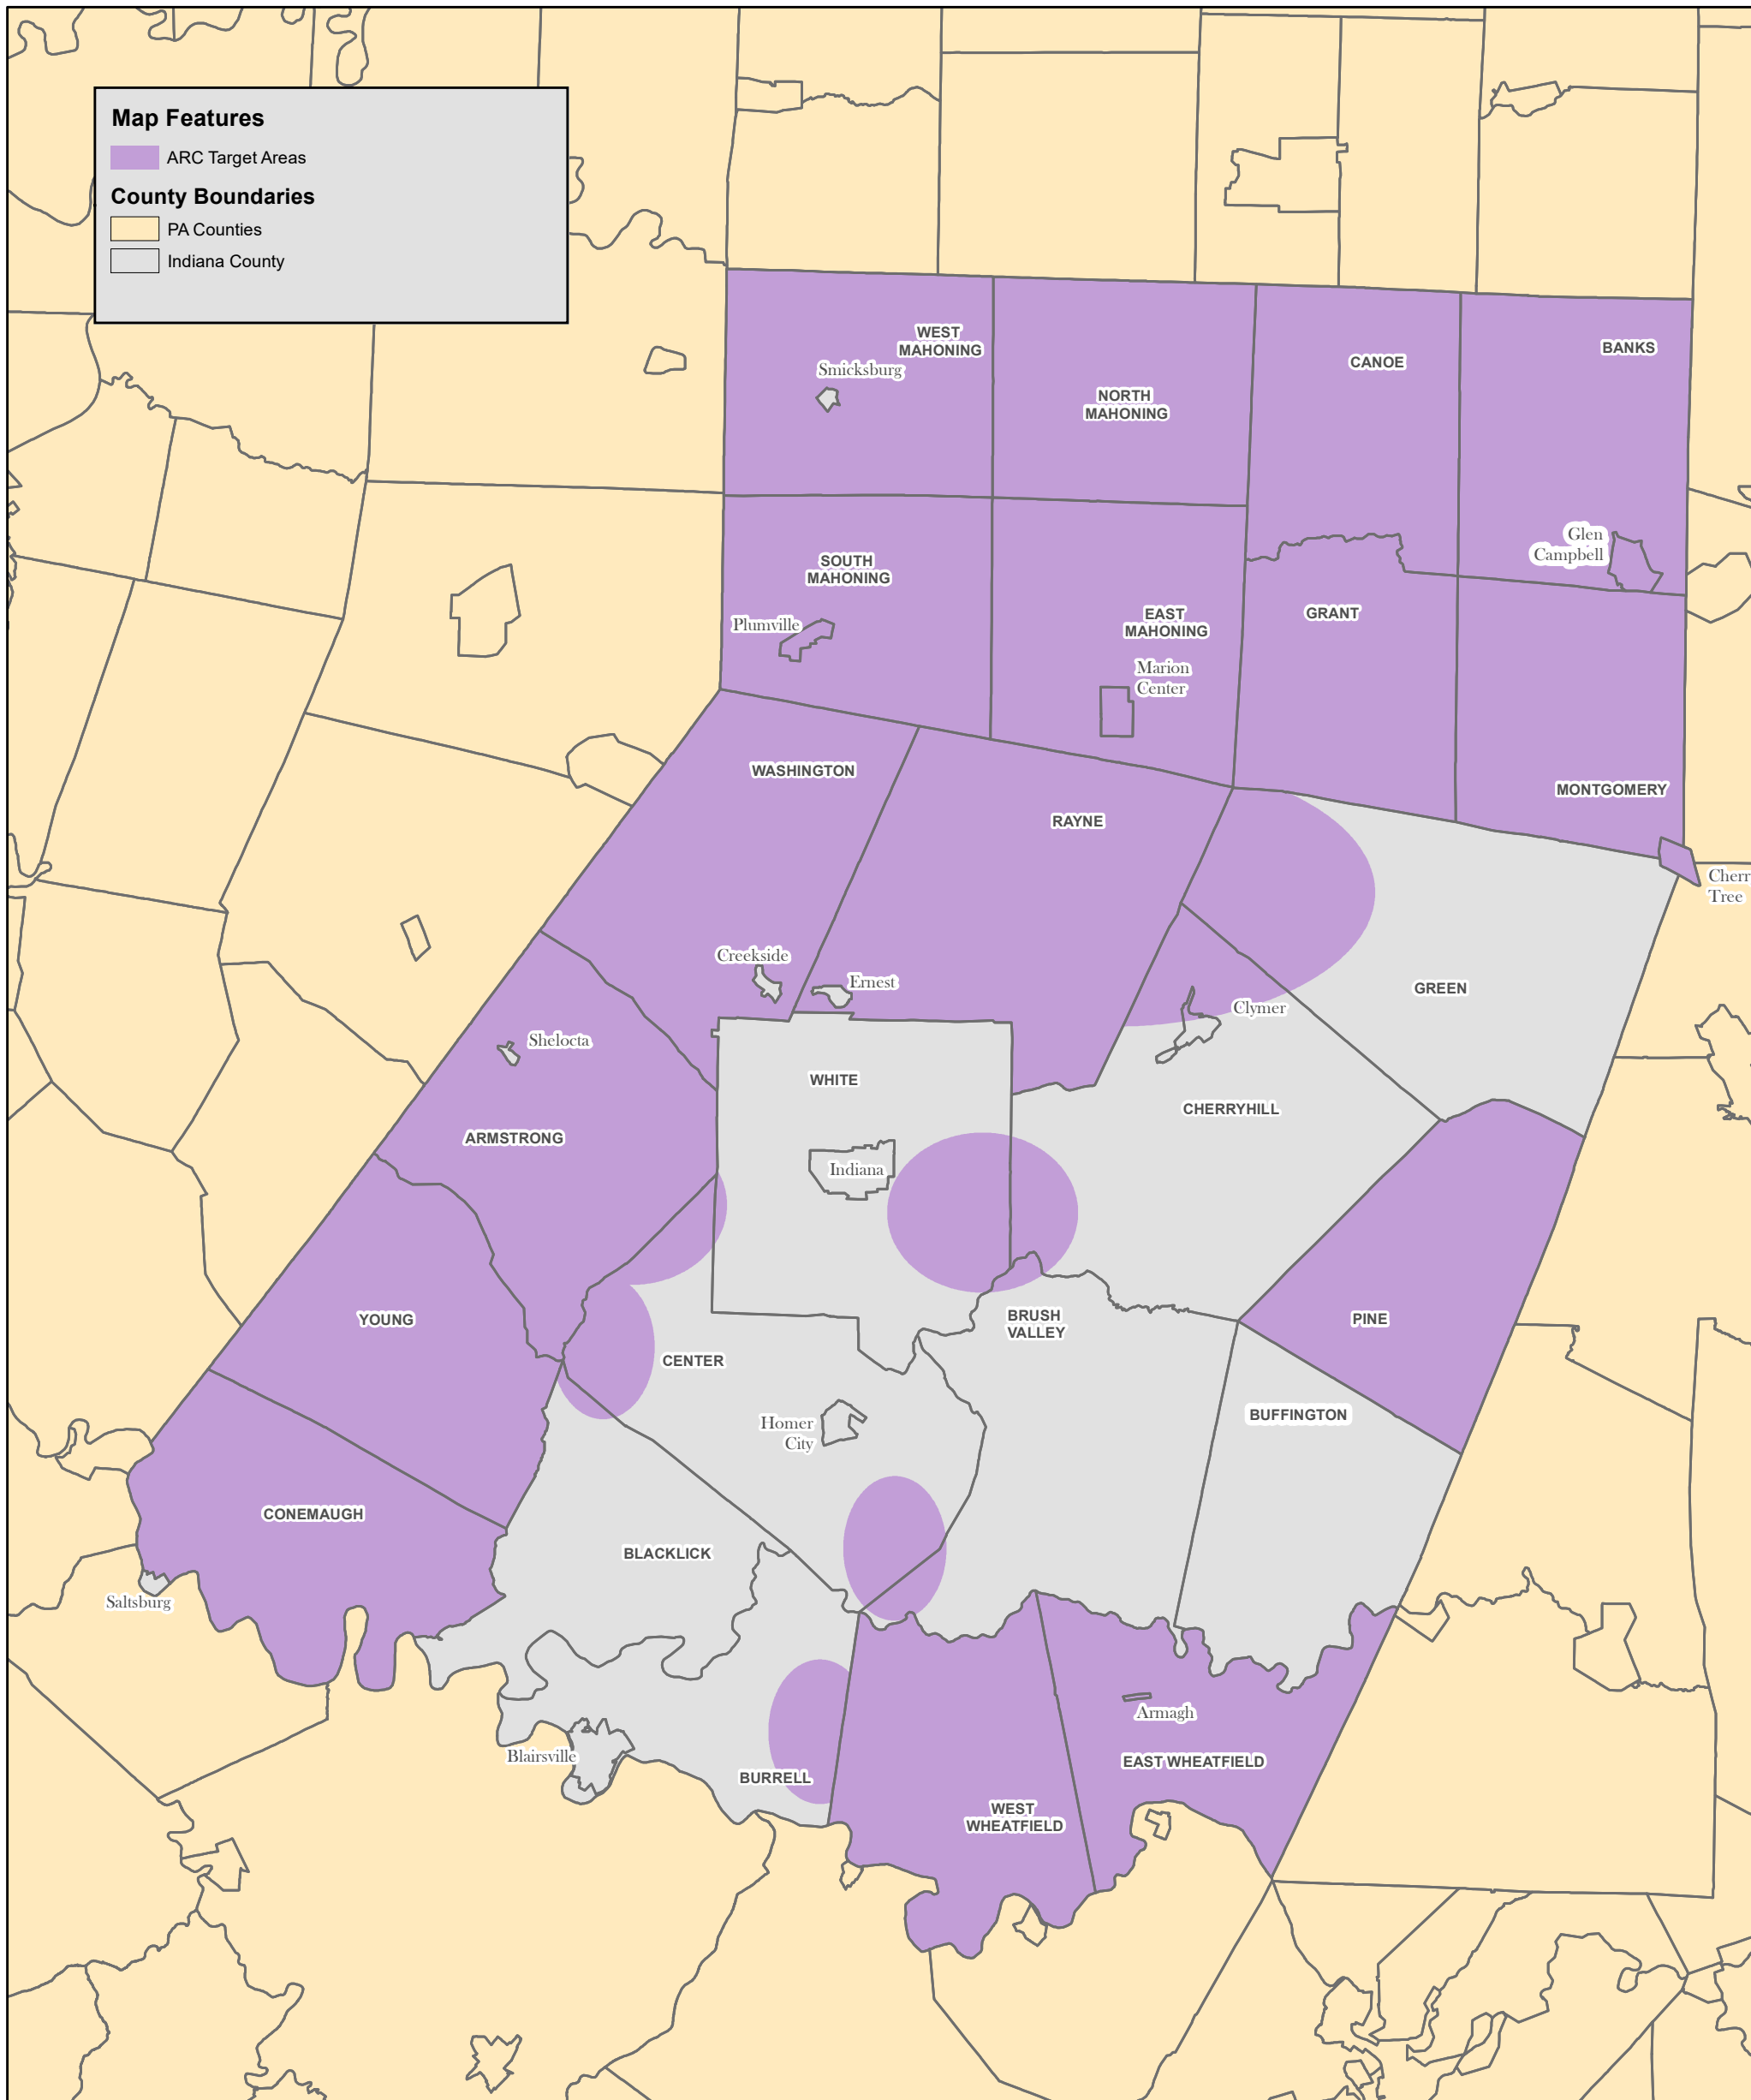 Map Features
ARC Target Areas
County Boundaries
PA Counties
Indiana County
WEST
MAHONING
Smicksburg
NORTH
MAHONING
CANOE
BANKS
Glen
Campbell
SOUTH
MAHONING
Plumville
EAST
MAHONING
Marion
Center
GRANT
MONTGOMERY
WASHINGTON
RAYNE
Cherr
Tree
Creekside
Ernest
Clymer
GREEN
Shelocta
WHITE
CHERRYHILL
ARMSTRONG
Indiana
YOUNG
CENTER
BRUSH
VALLEY
PINE
Homer
City
BUFFINGTON
CONEMAUGH
BLACKLICK
Saltsburg
Armagh
Blairsville
BURRELL
EAST WHEATFIELD
WEST
WHEATFIELD